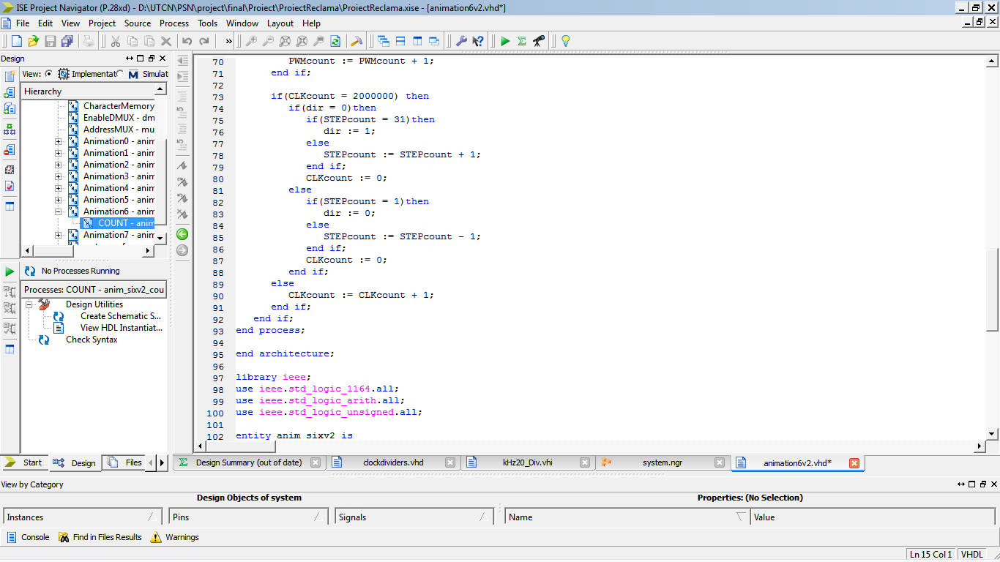 ISE Project Navigator (P.28xd) - D:\UTCN\PSN\project\final\Proiect\ProiectReclama\ProiectReclama.xise - [animation6v2.vhd*]
File Edit View Project Source Process Tools Window Layout Help
Design
View: Implementat Simulat
Hierarchy
CharacterMemory
EnableDMUX - dm
AddressMUX - mu
Animation0 - anim
Animation1 - anim
Animation2 - anim
Animation3 - anim
Animation4 - anim
Animation5 - anim
Animation6 - anim
COUNT - anim
Animation7 - anim
No Processes Running
Processes: COUNT - anim_sixv2_cou
Design Utilities
Create Schematic S...
View HDL Instantiat...
Check Syntax
Start Design Files
70 PWMcount := PWMcount + 1;
71 end if;
72
73 if(CLKcount = 2000000) then
74 if(dir = 0)then
75 if(STEPcount = 31)then
76 dir := 1;
77 else
78 STEPcount := STEPcount + 1;
79 end if;
80 CLKcount := 0;
81 else
82 if(STEPcount = 1)then
83 dir := 0;
84 else
85 STEPcount := STEPcount - 1;
86 end if;
87 CLKcount := 0;
88 end if;
89 else
90 CLKcount := CLKcount + 1;
91 end if;
92 end if;
93 end process;
94
95 end architecture;
96
97 library ieee;
98 use ieee.std_logic_1164.all;
99 use ieee.std_logic_arith.all;
100 use ieee.std_logic_unsigned.all;
101
102 entity anim_sixv2 is
Design Summary (out of date) clockdividers.vhd kHz20_Div.vhi system.ngr animation6v2.vhd*
View by Category
Design Objects of system Properties: (No Selection)
Instances Pins Signals Name Value
Console Find in Files Results Warnings
Ln 15 Col 1 VHDL